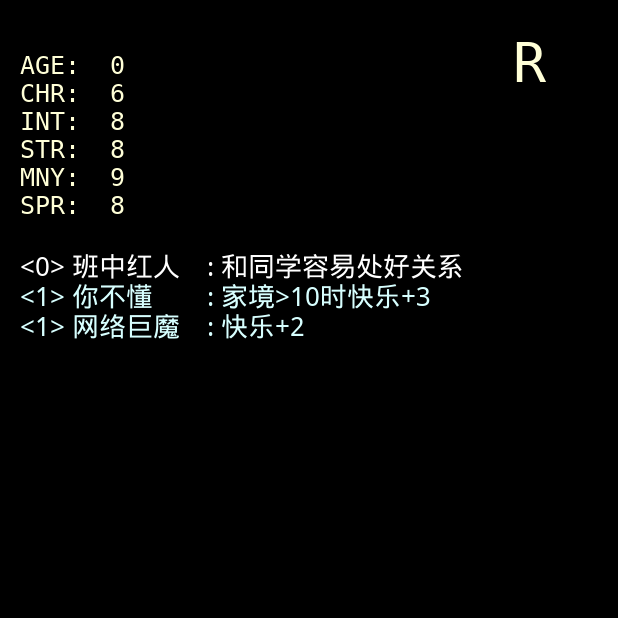 R
AGE: 0
CHR: 6
INT: 8
STR: 8
MNY: 9
SPR: 8
<0> 班中红人 : 和同学容易处好关系
<1> 你不懂 : 家境>10时快乐+3
<1> 网络巨魔 : 快乐+2